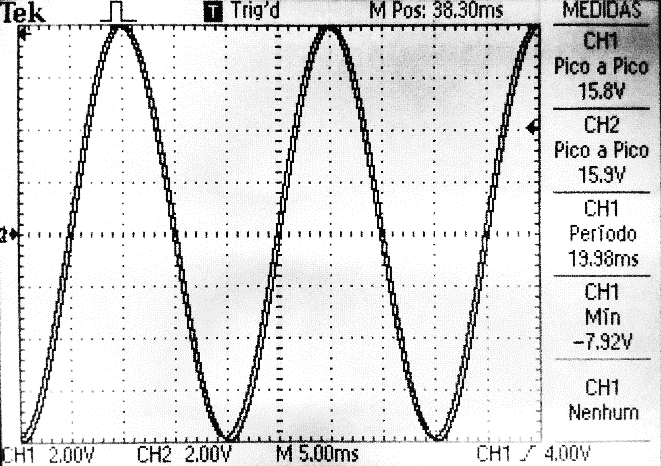 Tek
T Trig'd
M Pos: 38.30ms
MEDIDAS
CH1
Pico a Pico
15.8V
CH2
Pico a Pico
15.9V
CH1
Período
19.98ms
CH1
Mín
-7.92V
CH1
Nenhum
CH1 2.00V
CH2 2.00V
M 5.00ms
CH1
4.00V